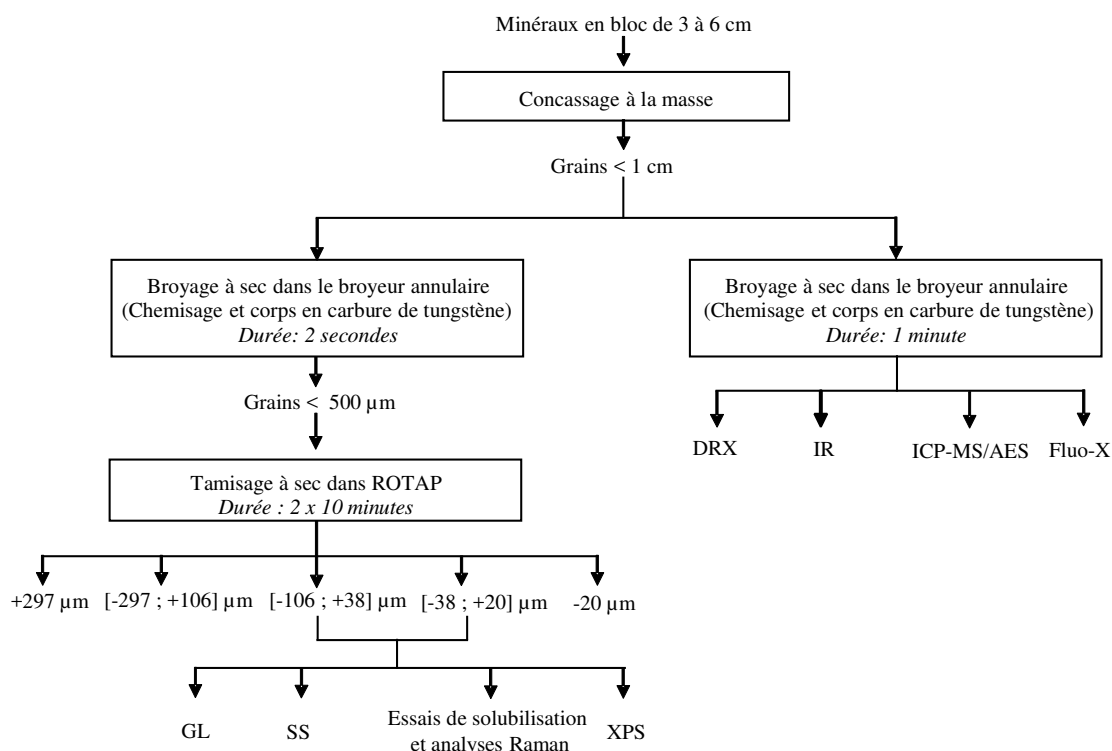 Minéraux en bloc de 3 à 6 cm
Concassage à la masse
Grains < 1 cm
Broyage à sec dans le broyeur annulaire
(Chemisage et corps en carbure de tungstène)
Durée: 2 secondes
Broyage à sec dans le broyeur annulaire
(Chemisage et corps en carbure de tungstène)
Durée: 1 minute
Grains < 500 µm
DRX
IR
ICP-MS/AES
Fluo-X
Tamisage à sec dans ROTAP
Durée : 2 x 10 minutes
+297 µm
[-297 ; +106] µm
[-106 ; +38] µm
[-38 ; +20] µm
-20 µm
GL
SS
Essais de solubilisation
et analyses Raman
XPS